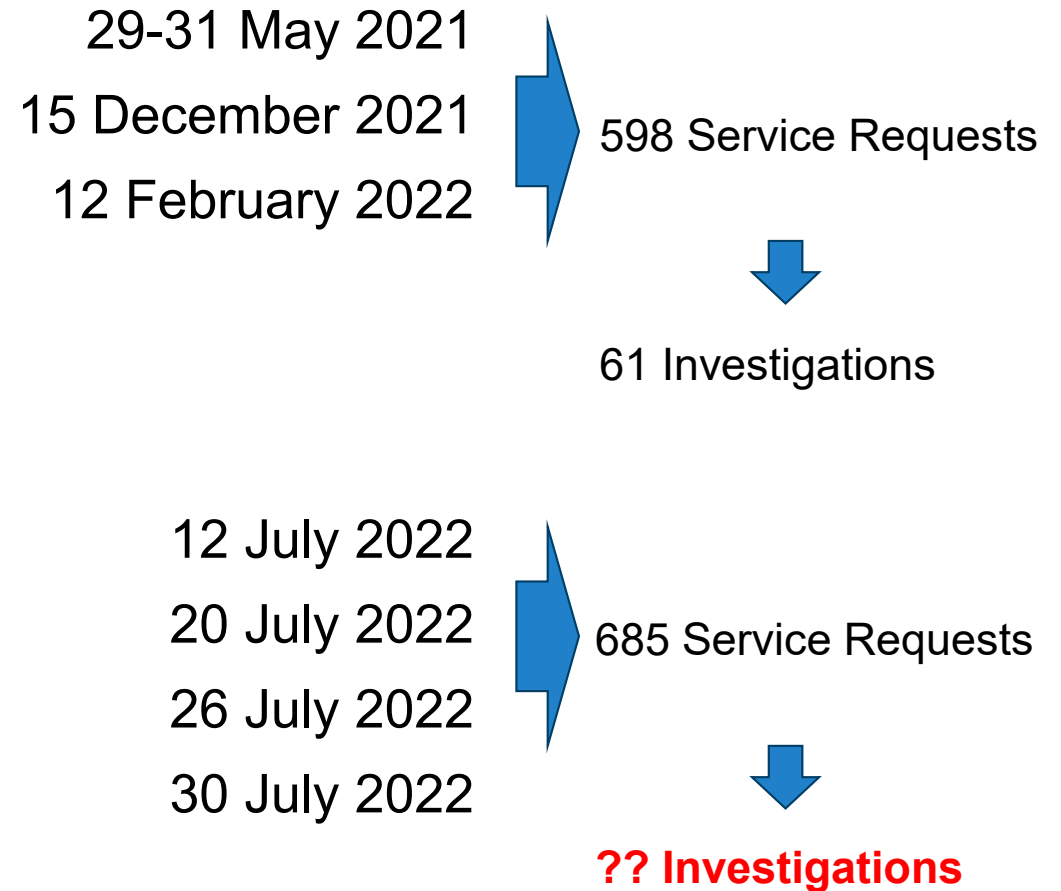 29-31 May 2021
15 December 2021
12 February 2022
598 Service Requests
61 Investigations
12 July 2022
20 July 2022
26 July 2022
30 July 2022
685 Service Requests
?? Investigations